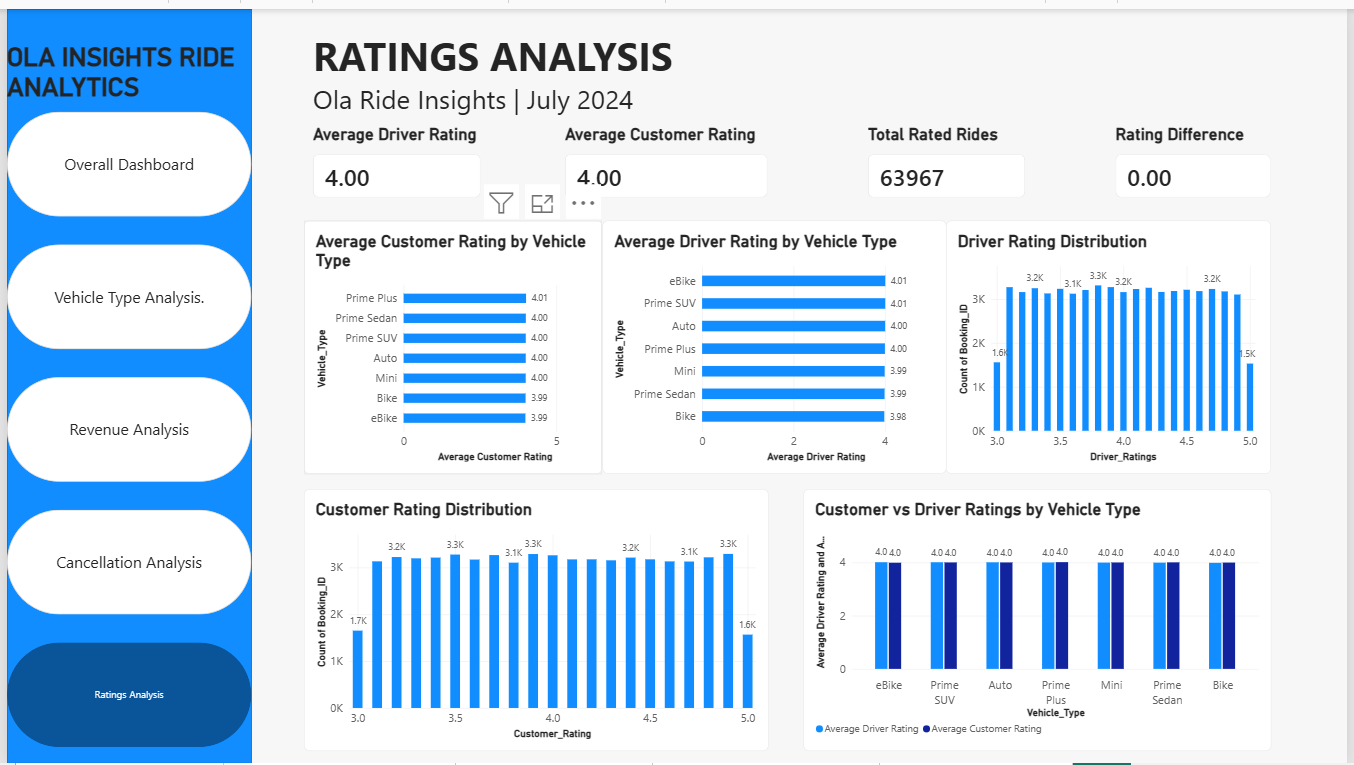 OLA INSIGHTS RIDE
ANALYTICS
Overall Dashboard
Vehicle Type Analysis.
Revenue Analysis
Cancellation Analysis
Ratings Analysis
RATINGS ANALYSIS
Ola Ride Insights | July 2024
Average Driver Rating
4.00
Average Customer Rating
4.00
Total Rated Rides
63967
Rating Difference
0.00
Average Customer Rating by Vehicle
Type
Vehicle_Type
Prime Plus 4.01
Prime Sedan 4.00
Prime SUV 4.00
Auto 4.00
Mini 4.00
Bike 3.99
eBike 3.99
0 5
Average Customer Rating
Average Driver Rating by Vehicle Type
Vehicle_Type
eBike 4.01
Prime SUV 4.01
Auto 4.00
Prime Plus 4.00
Mini 3.99
Prime Sedan 3.99
Bike 3.98
0 2 4
Average Driver Rating
Driver Rating Distribution
Count of Booking_ID
3K
2K
1K
0K
1.6K 3.2K 3.1K 3.3K 3.2K 3.2K 1.5K
3.0 3.5 4.0 4.5 5.0
Driver_Ratings
Customer Rating Distribution
Count of Booking_ID
3K
2K
1K
0K
1.7K 3.2K 3.3K 3.1K 3.3K 3.2K 3.1K 3.3K 1.6K
3.0 3.5 4.0 4.5 5.0
Customer_Rating
Customer vs Driver Ratings by Vehicle Type
Average Driver Rating and A...
4
2
0
4.0 4.0 4.0 4.0 4.0 4.0 4.0 4.0 4.0 4.0 4.0 4.0 4.0 4.0
eBike Prime Auto Prime Mini Prime Bike
SUV Plus Sedan
Vehicle_Type
Average Driver Rating Average Customer Rating